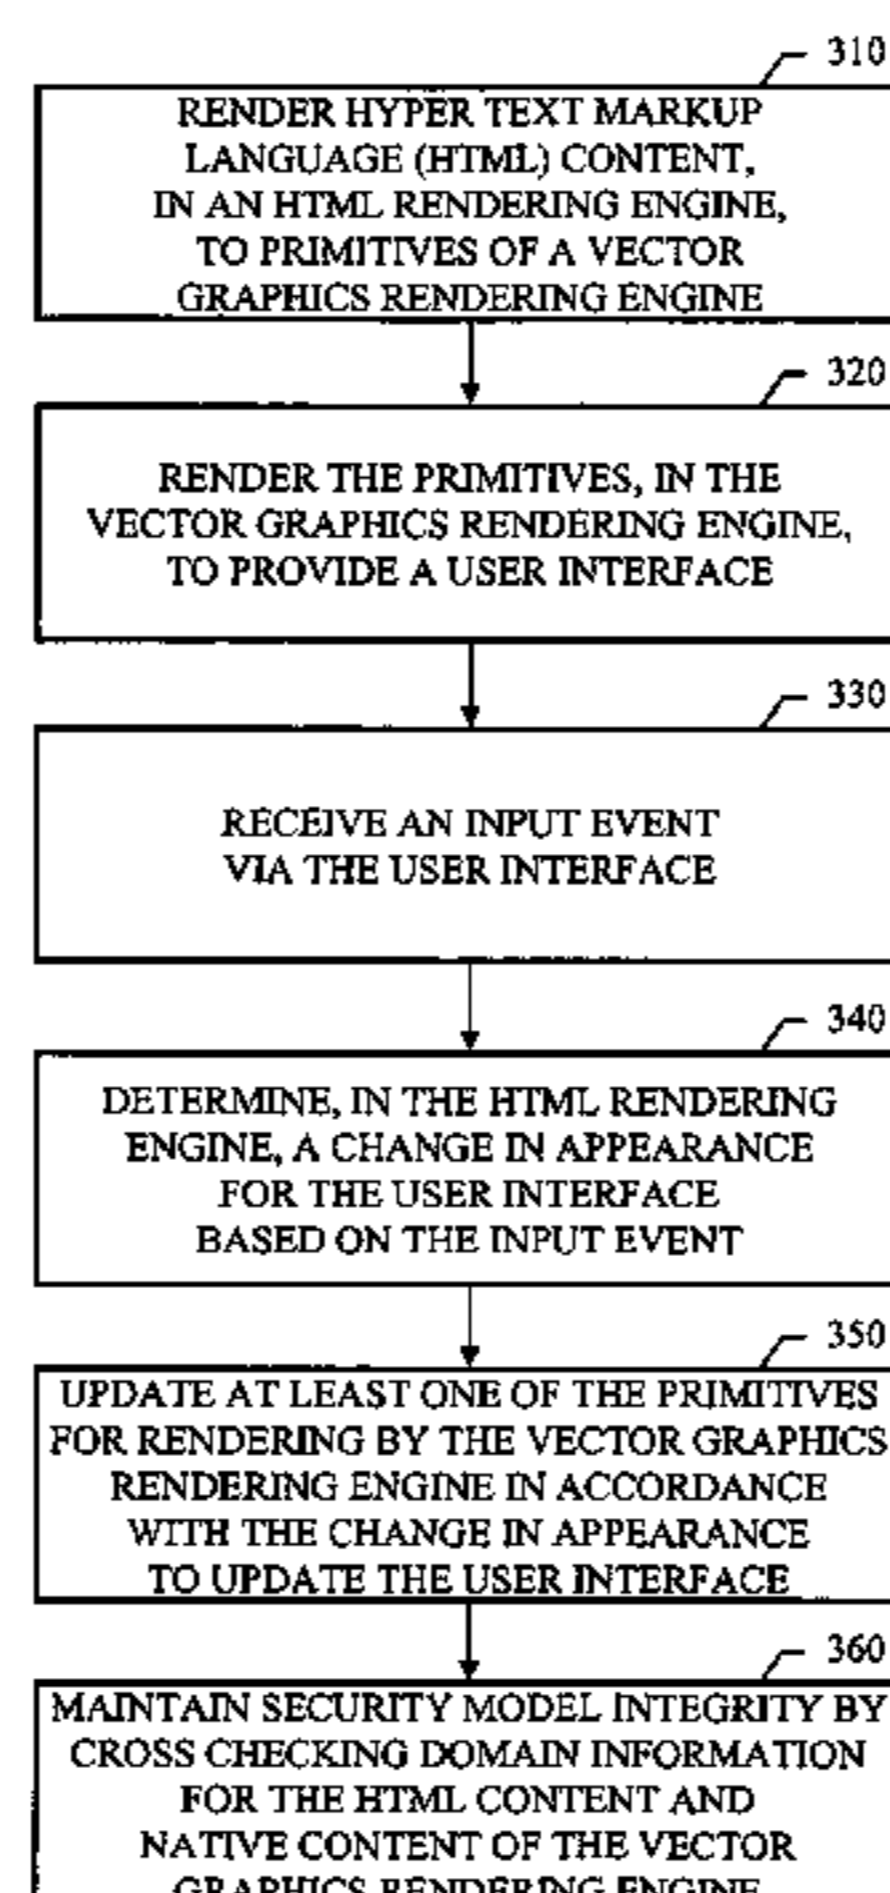 310
RENDER HYPER TEXT MARKUP
LANGUAGE (HTML) CONTENT,
IN AN HTML RENDERING ENGINE,
TO PRIMITIVES OF A VECTOR
GRAPHICS RENDERING ENGINE
320
RENDER THE PRIMITIVES, IN THE
VECTOR GRAPHICS RENDERING ENGINE,
TO PROVIDE A USER INTERFACE
330
RECEIVE AN INPUT EVENT
VIA THE USER INTERFACE
340
DETERMINE, IN THE HTML RENDERING
ENGINE, A CHANGE IN APPEARANCE
FOR THE USER INTERFACE
BASED ON THE INPUT EVENT
350
UPDATE AT LEAST ONE OF THE PRIMITIVES
FOR RENDERING BY THE VECTOR GRAPHICS
RENDERING ENGINE IN ACCORDANCE
WITH THE CHANGE IN APPEARANCE
TO UPDATE THE USER INTERFACE
360
MAINTAIN SECURITY MODEL INTEGRITY BY
CROSS CHECKING DOMAIN INFORMATION
FOR THE HTML CONTENT AND
NATIVE CONTENT OF THE VECTOR
GRAPHICS RENDERING ENGINE